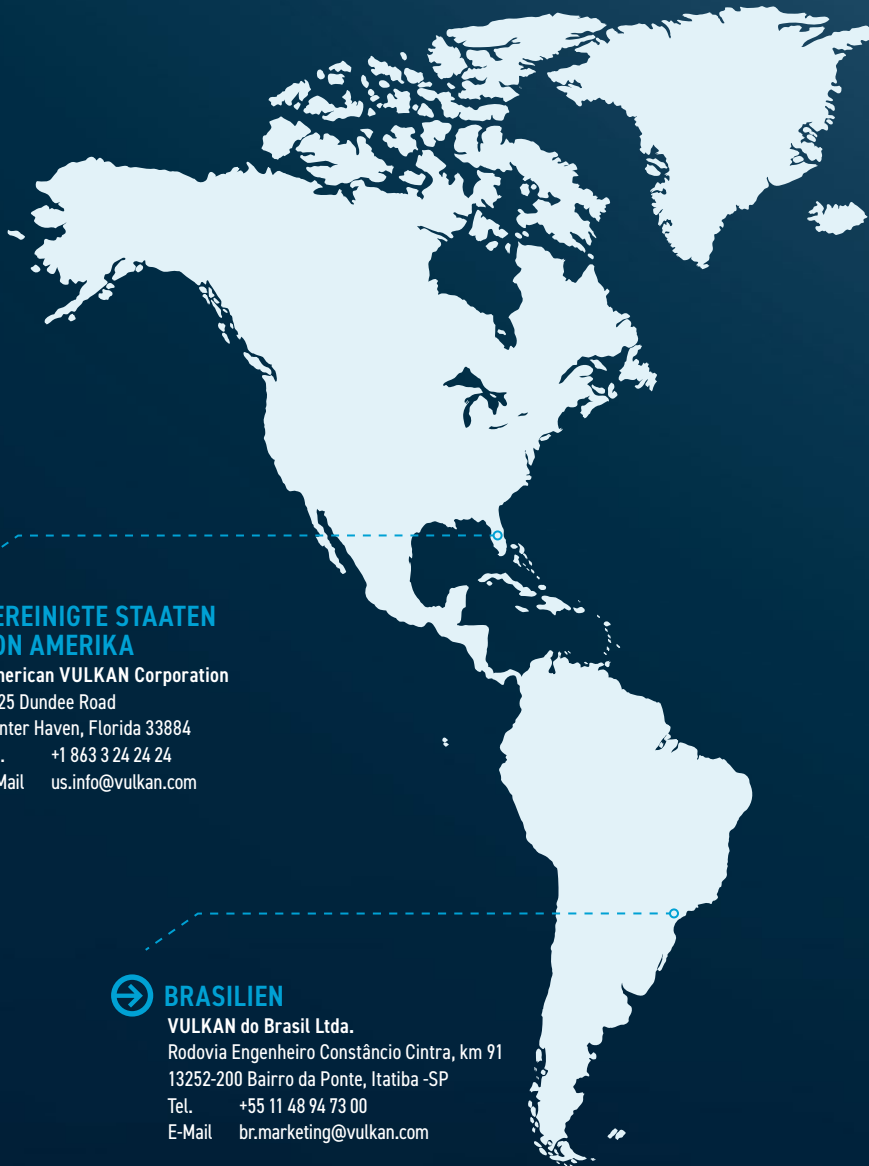 EREINIGTE STAATEN
ON AMERIKA
merican VULKAN Corporation
25 Dundee Road
nter Haven, Florida 33884
. +1 863 3 24 24 24
Mail us.info@vulkan.com
BRASILIEN
VULKAN do Brasil Ltda.
Rodovia Engenheiro Constâncio Cintra, km 91
13252-200 Bairro da Ponte, Itatiba -SP
Tel. +55 11 48 94 73 00
E-Mail br.marketing@vulkan.com